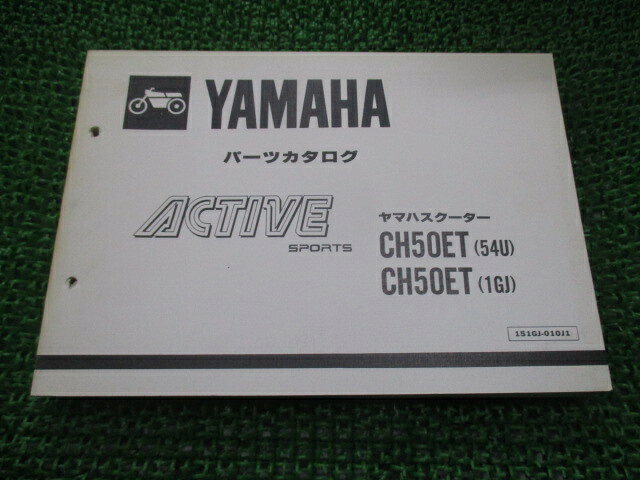 YAMAHA
パーツカタログ
ACTIVE
SPORTS
ヤマハスクーター
CH50ET (54U)
CH50ET (1GJ)
151GJ-010J1